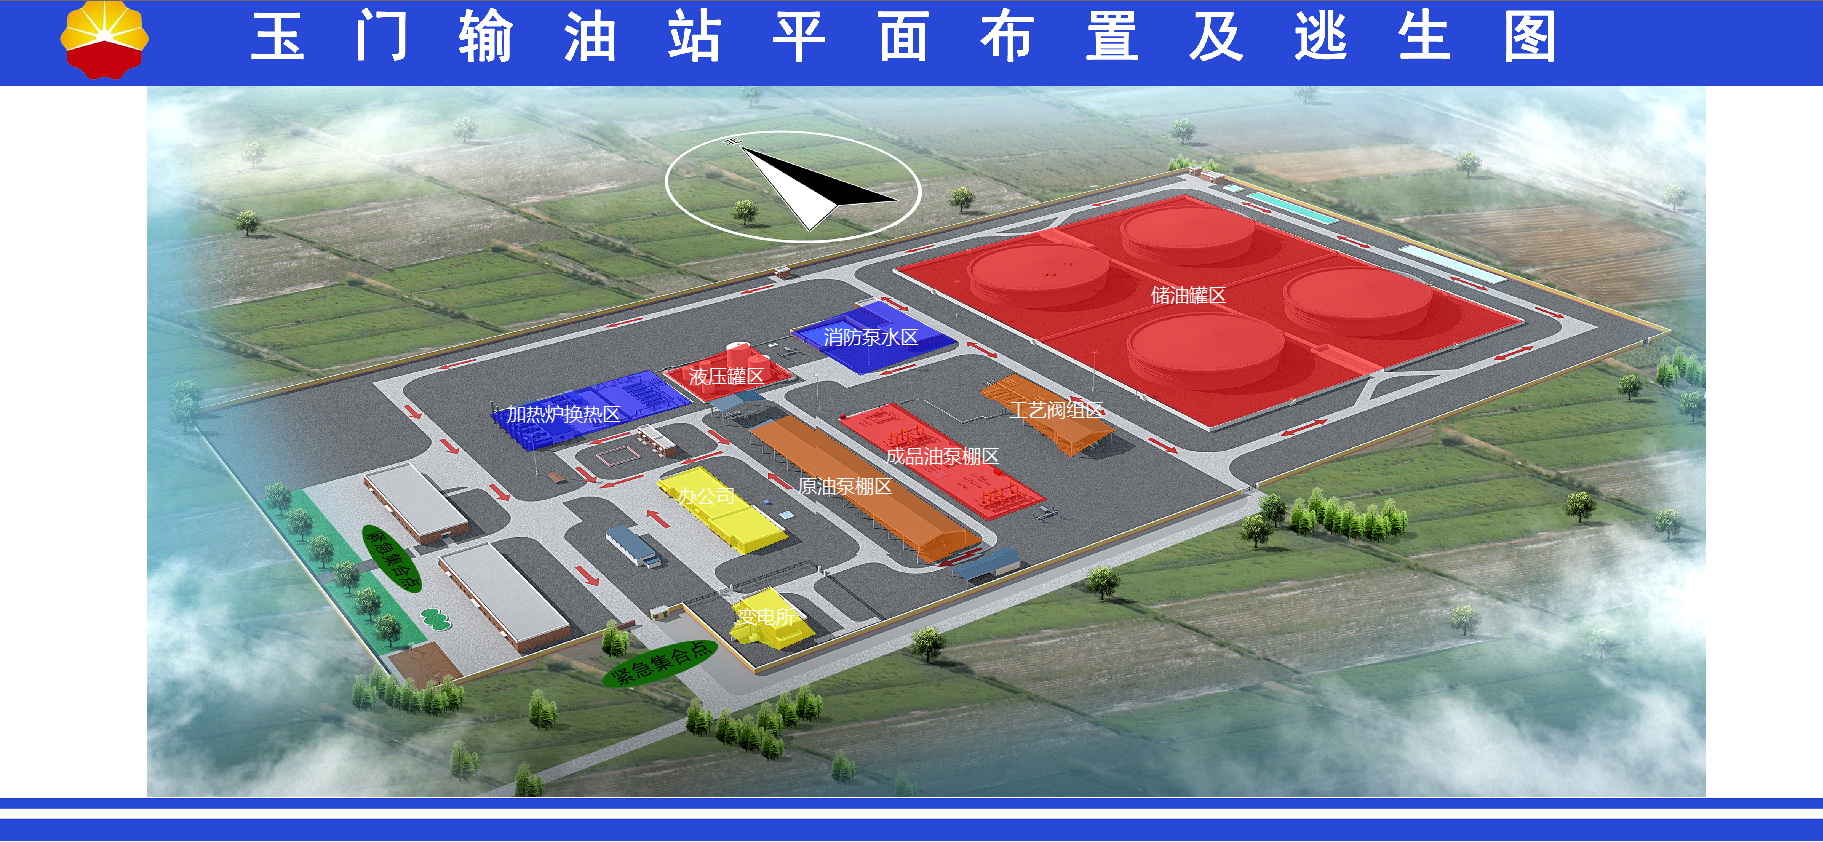 玉门输油站平面布置及逃生图
北
储油罐区
消防泵水区
液压罐区
加热炉换热区
工艺阀组区
成品油泵棚区
原油泵棚区
办公司
紧急集合点
变电所
紧急集合点